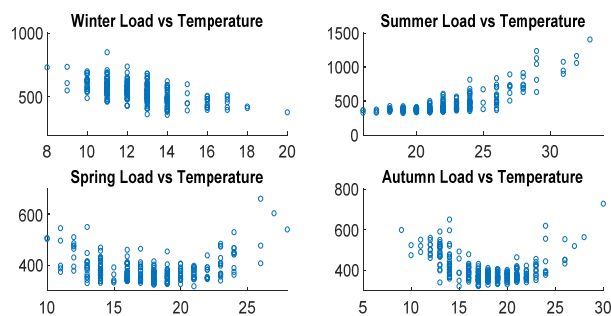 Winter Load vs Temperature
1000
500
8 10 12 14 16 18 20
Summer Load vs Temperature
1500
1000
500
0
20 25 30
Spring Load vs Temperature
600
400
10 15 20 25
Autumn Load vs Temperature
800
600
400
5 10 15 20 25 30